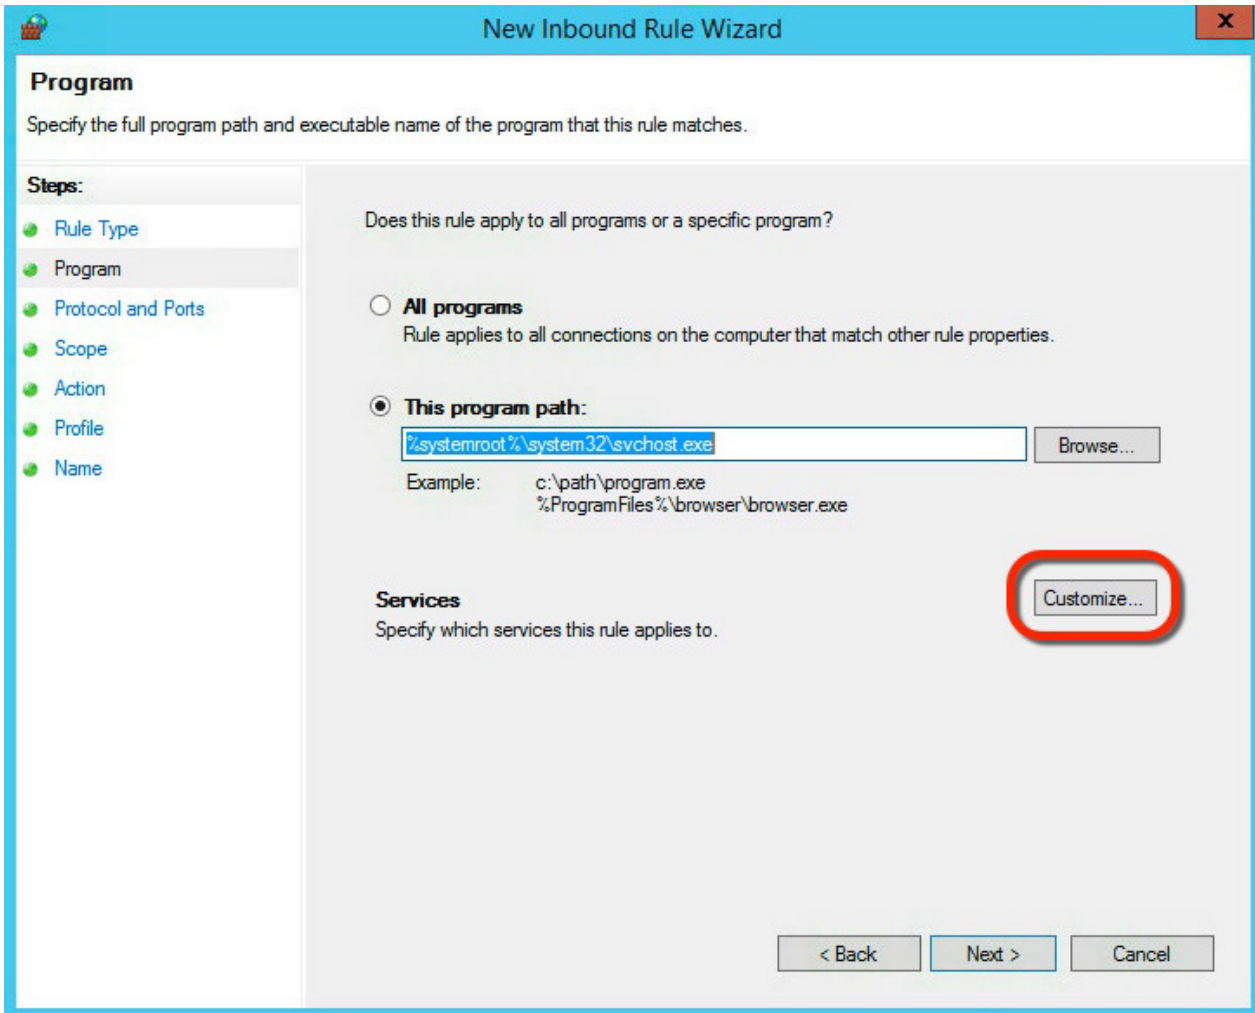 New Inbound Rule Wizard
x
Program
Specify the full program path and executable name of the program that this rule matches.
Steps:
Rule Type
Program
Protocol and Ports
Scope
Action
Profile
Name
Does this rule apply to all programs or a specific program?
All programs
Rule applies to all connections on the computer that match other rule properties.
This program path:
%systemroot%\system32\svchost.exe
Browse...
Example: c:\path\program.exe
%ProgramFiles%\browser\browser.exe
Services
Customize...
Specify which services this rule applies to.
< Back Next > Cancel